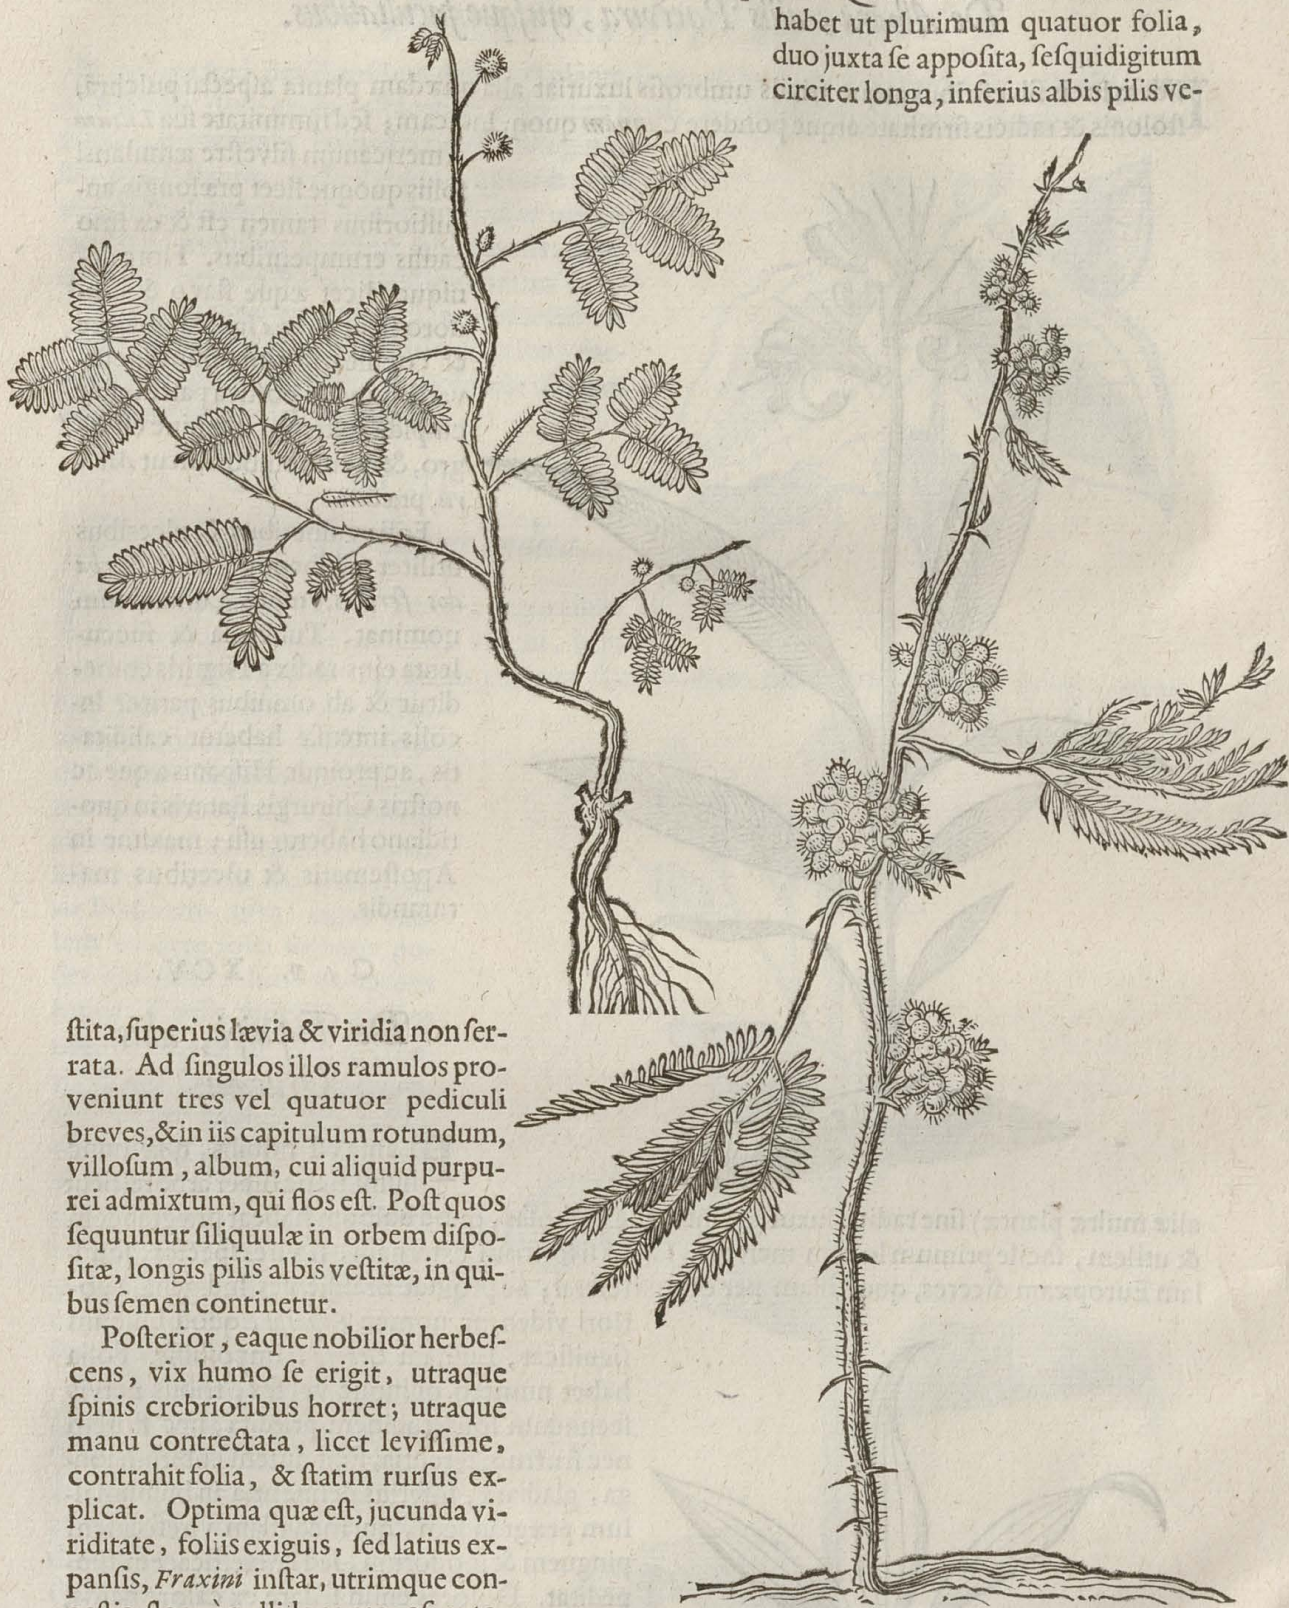 habet ut plurimum quatuor folia,
duo juxta ſe appoſita, ſeſquidigitum
circiter longa, inferius albis pilis ve-
ſtita, ſuperius lævia & viridia non ſer-
rata. Ad ſingulos illos ramulos pro-
veniunt tres vel quatuor pediculi
breves, & in iis capitulum rotundum,
villoſum, album, cui aliquid purpu-
rei admixtum, qui flos eſt. Poſt quos
ſequuntur ſiliquulæ in orbem diſpo-
ſitæ, longis pilis albis veſtitæ, in qui-
bus ſemen continetur.
Poſterior, eaque nobilior herbeſ-
cens, vix humo ſe erigit, utraque
ſpinis crebrioribus horret; utraque
manu contrectata, licet leviſſime,
contrahit folia, & ſtatim rurſus ex-
plicat. Optima quæ eſt, jucunda vi-
riditate, foliis exiguis, ſed latius ex-
panſis, Fraxini inſtar, utrimque con-